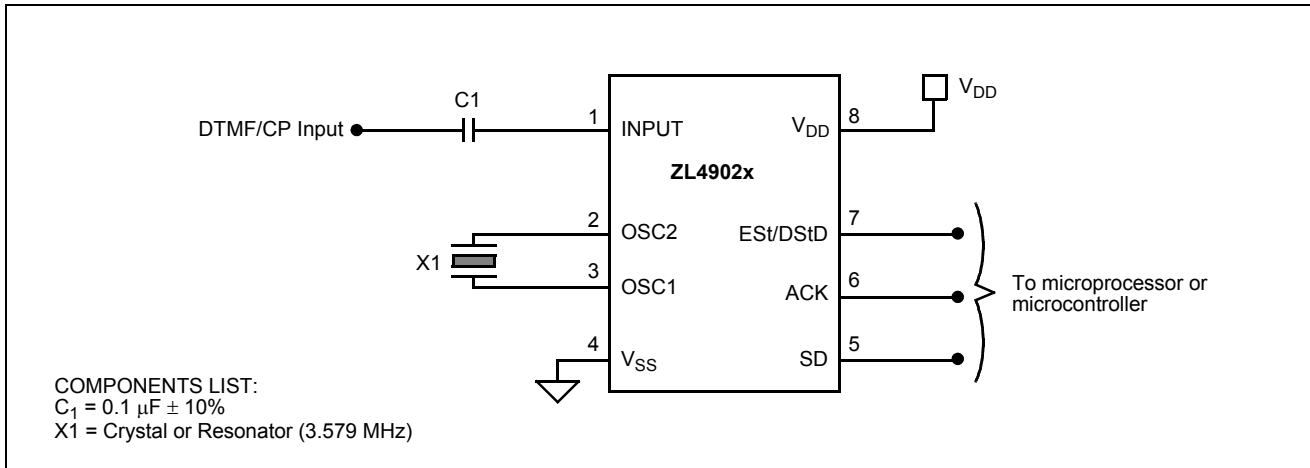 C1
DTMF/CP Input
1
INPUT
V_DD
8
V_DD
ZL4902x
2
OSC2
ESt/DStD
7
X1
3
OSC1
ACK
6
To microprocessor or
microcontroller
4
V_SS
SD
5
COMPONENTS LIST:
C_1 = 0.1 μF ± 10%
X1 = Crystal or Resonator (3.579 MHz)